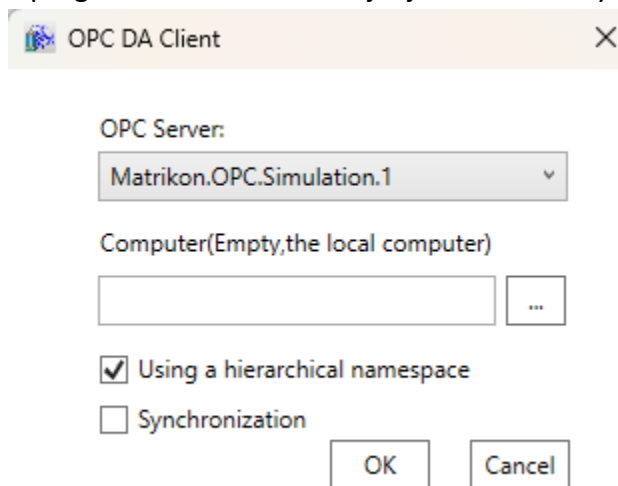 OPC DA Client
OPC Server:
Matrikon.OPC.Simulation.1
Computer(Empty,the local computer)
...
Using a hierarchical namespace
Synchronization
OK Cancel